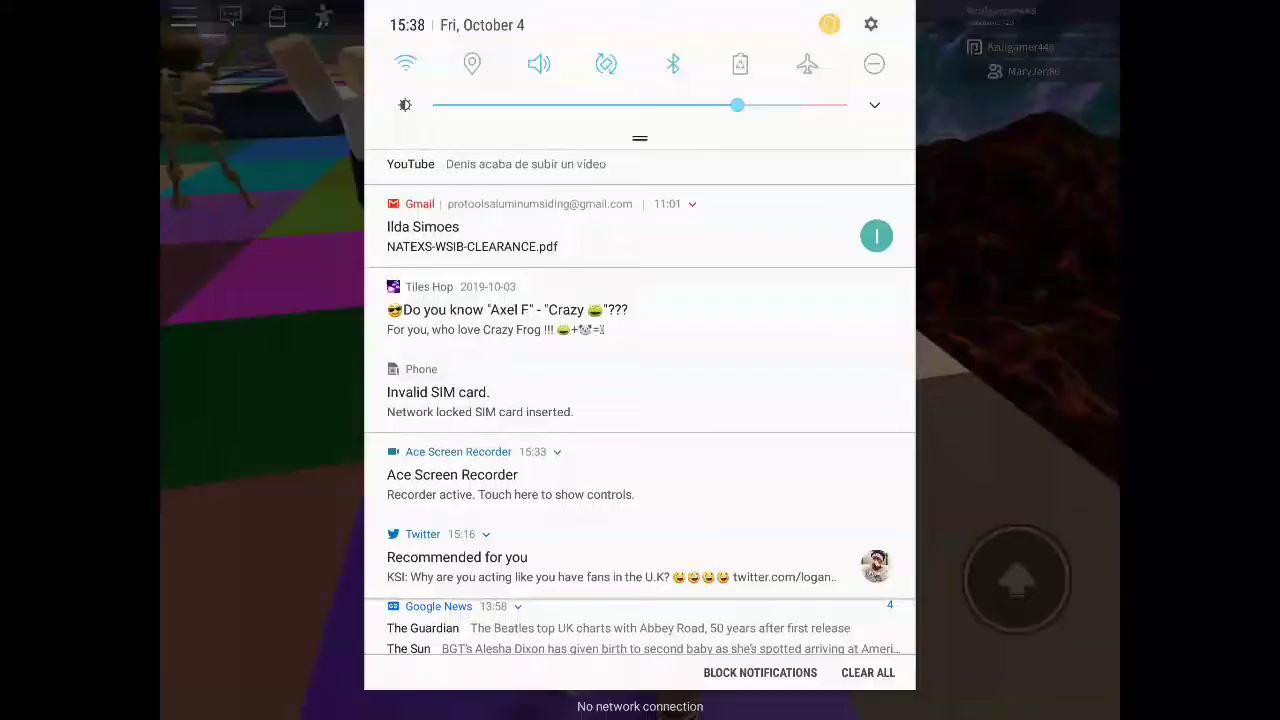 15:38 | Fri, October 4
YouTube Denis acaba de subir un vídeo
Gmail | protoolsaluminumsiding@gmail.com | 11:01
Ilda Simoes
I
NATEXS-WSIB-CLEARANCE.pdf
Tiles Hop 2019-10-03
😎Do you know "Axel F" - "Crazy 🐸"???
For you, who love Crazy Frog !!! 🐸+🐼=
Phone
Invalid SIM card.
Network locked SIM card inserted.
Ace Screen Recorder 15:33
Ace Screen Recorder
Recorder active. Touch here to show controls.
Twitter 15:16
Recommended for you
KSI: Why are you acting like you have fans in the U.K? 😂😂😂😂 twitter.com/logan..
Google News 13:58 4
The Guardian The Beatles top UK charts with Abbey Road, 50 years after first release
The Sun BGT's Alesha Dixon has given birth to second baby as she's spotted arriving at Ameri...
BLOCK NOTIFICATIONS CLEAR ALL
No network connection
MaryJen86